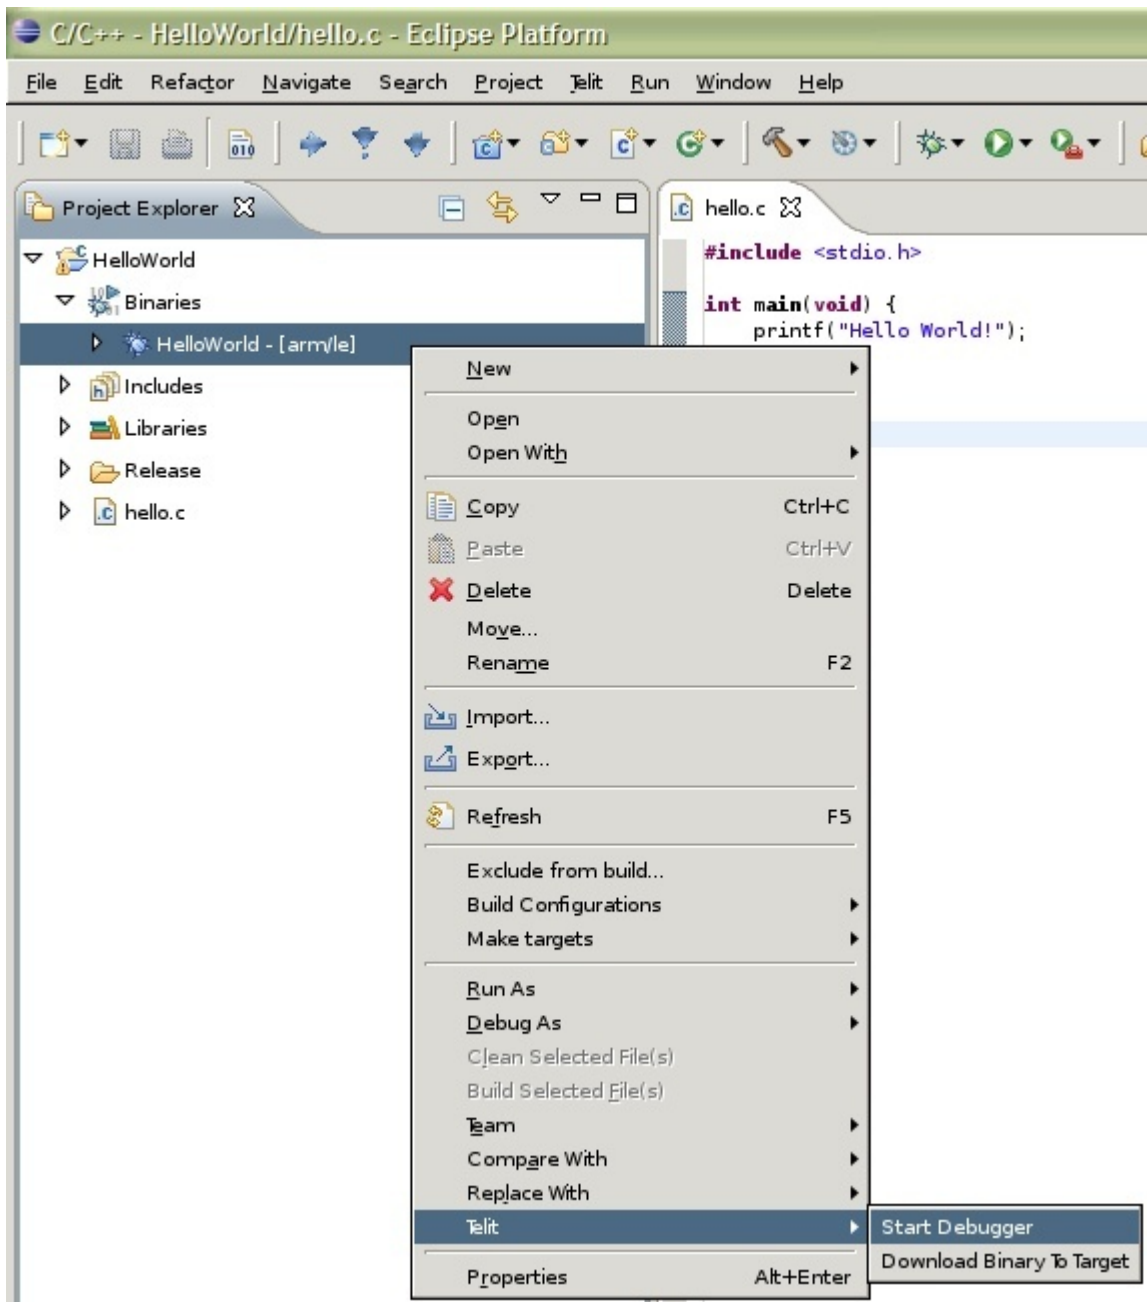 C/C++ - HelloWorld/hello.c - Eclipse Platform
File Edit Refactor Navigate Search Project Telit Run Window Help
010
Project Explorer
hello.c
HelloWorld
Binaries
HelloWorld - [arm/le]
Includes
Libraries
Release
hello.c
#include <stdio.h>
int main(void) {
printf("Hello World!");
New
Open
Open With
Copy Ctrl+C
Paste Ctrl+V
Delete Delete
Move...
Rename F2
Import...
Export...
Refresh F5
Exclude from build...
Build Configurations
Make targets
Run As
Debug As
Clean Selected File(s)
Build Selected File(s)
Team
Compare With
Replace With
Telit
Properties Alt+Enter
Start Debugger
Download Binary To Target